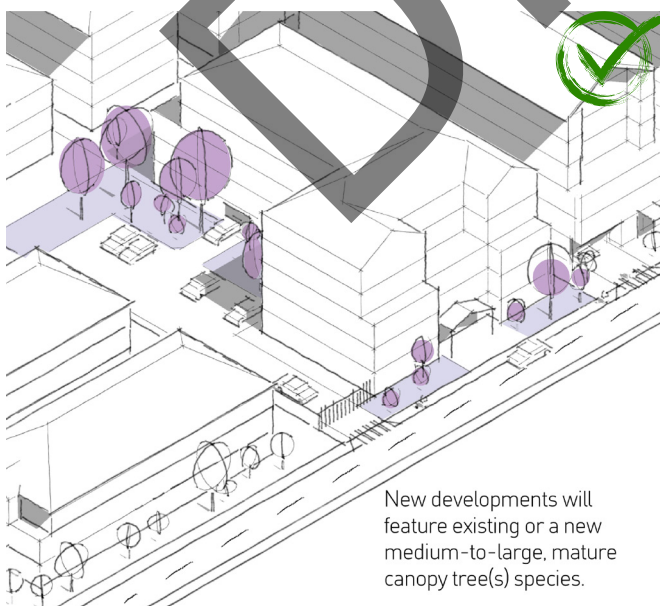 New developments will
feature existing or a new
medium-to-large, mature
canopy tree(s) species.